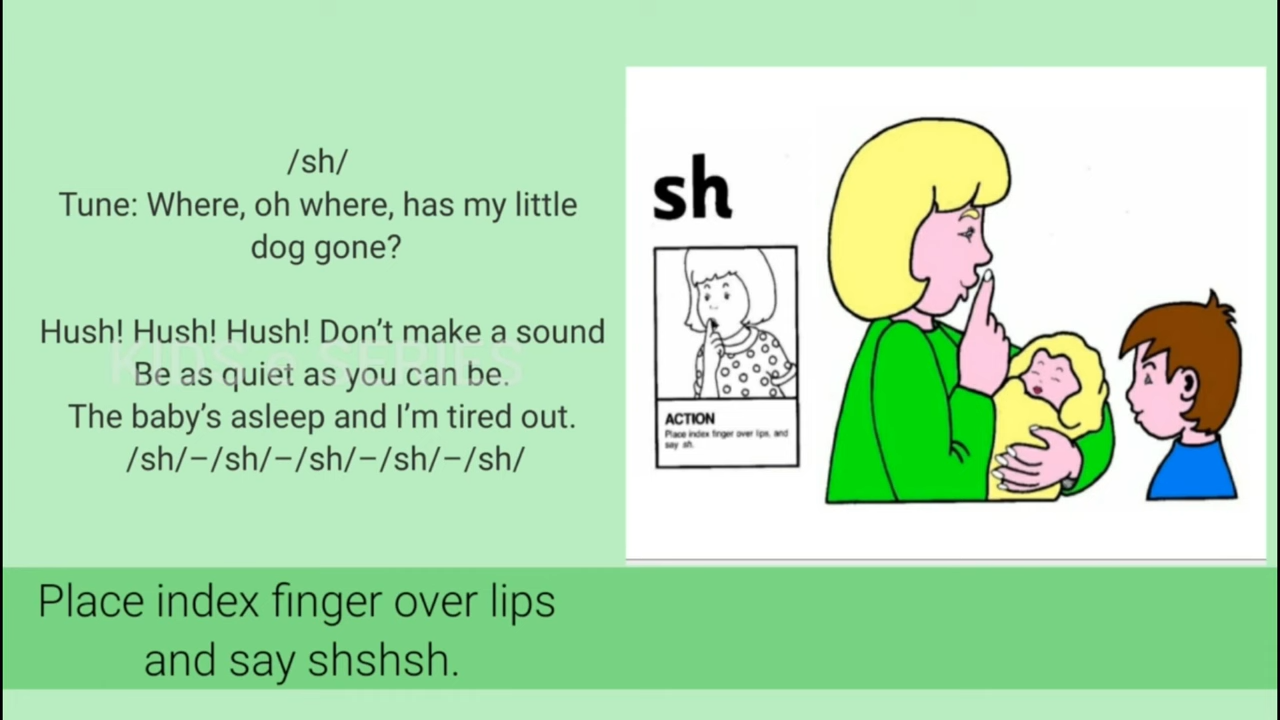 /sh/
Tune: Where, oh where, has my little
dog gone?
Hush! Hush! Hush! Don’t make a sound
Be as quiet as you can be.
The baby’s asleep and I’m tired out.
/sh/–/sh/–/sh/–/sh/–/sh/
KIDS e SERIES
sh
ACTION
Place index finger over lips, and
say sh.
Place index finger over lips
and say shshsh.